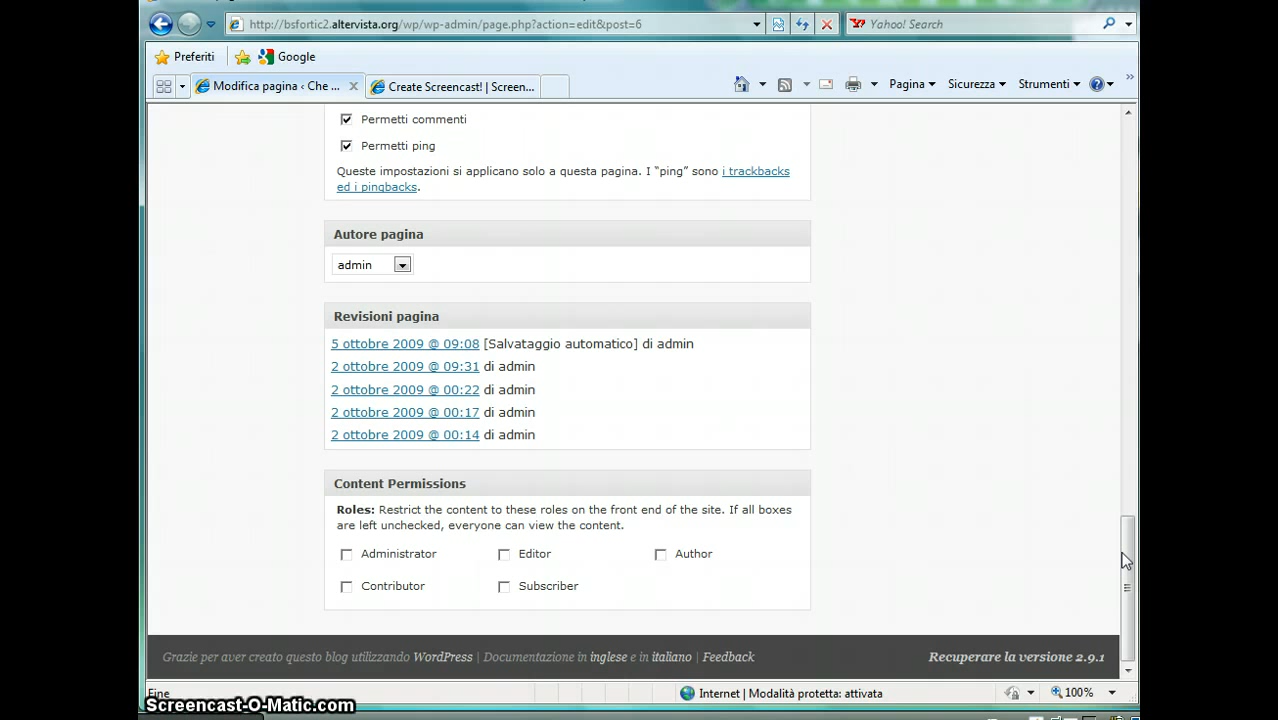 http://bsfortic2.altervista.org/wp/wp-admin/page.php?action=edit&post=6
Yahoo! Search
Preferiti
Google
Modifica pagina ‹ Che ...
Create Screencast! | Screen...
Pagina
Sicurezza
Strumenti
Permetti commenti
Permetti ping
Queste impostazioni si applicano solo a questa pagina. I “ping” sono i trackbacks
ed i pingbacks.
Autore pagina
admin
Revisioni pagina
5 ottobre 2009 @ 09:08 [Salvataggio automatico] di admin
2 ottobre 2009 @ 09:31 di admin
2 ottobre 2009 @ 00:22 di admin
2 ottobre 2009 @ 00:17 di admin
2 ottobre 2009 @ 00:14 di admin
Content Permissions
Roles: Restrict the content to these roles on the front end of the site. If all boxes
are left unchecked, everyone can view the content.
Administrator Editor Author
Contributor Subscriber
Grazie per aver creato questo blog utilizzando WordPress | Documentazione in inglese e in italiano | Feedback
Recuperare la versione 2.9.1
Fine
Internet | Modalità protetta: attivata
100%
Screencast-O-Matic.com